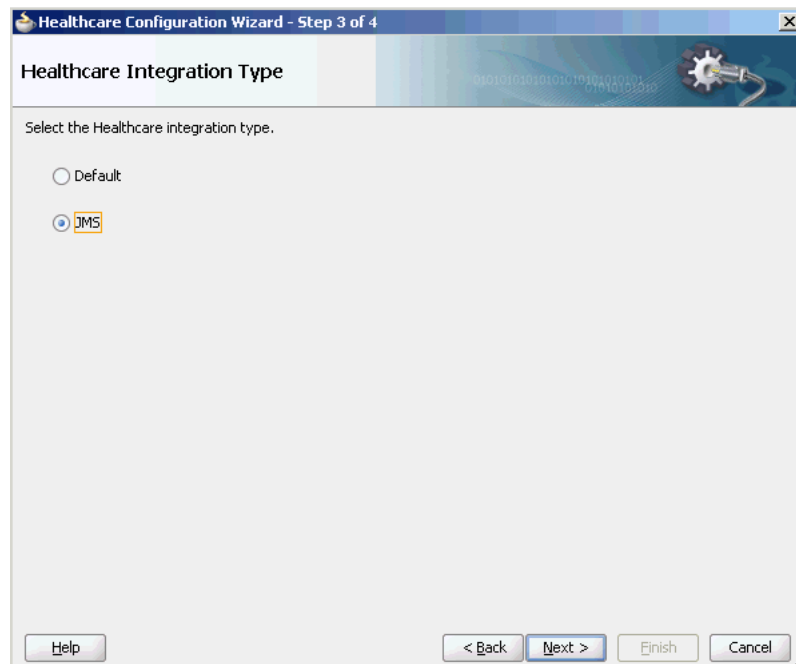 Healthcare Configuration Wizard - Step 3 of 4
Healthcare Integration Type
Select the Healthcare integration type.
Default
JMS
Help
< Back
Next >
Finish
Cancel